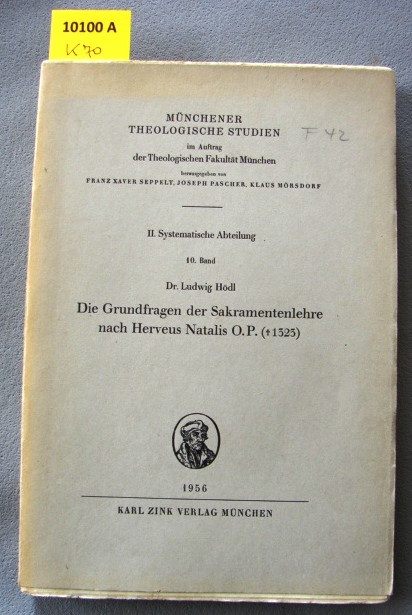 10100 A
K 70
MÜNCHENER
THEOLOGISCHE STUDIEN
F 42
im Auftrag
der Theologischen Fakultät München
herausgegeben von
FRANZ XAVER SEPPELT, JOSEPH PASCHER, KLAUS MÖRSDORF
II. Systematische Abteilung
10. Band
Dr. Ludwig Hödl
Die Grundfragen der Sakramentenlehre
nach Herveus Natalis O.P. († 1323)
1956
KARL ZINK VERLAG MÜNCHEN